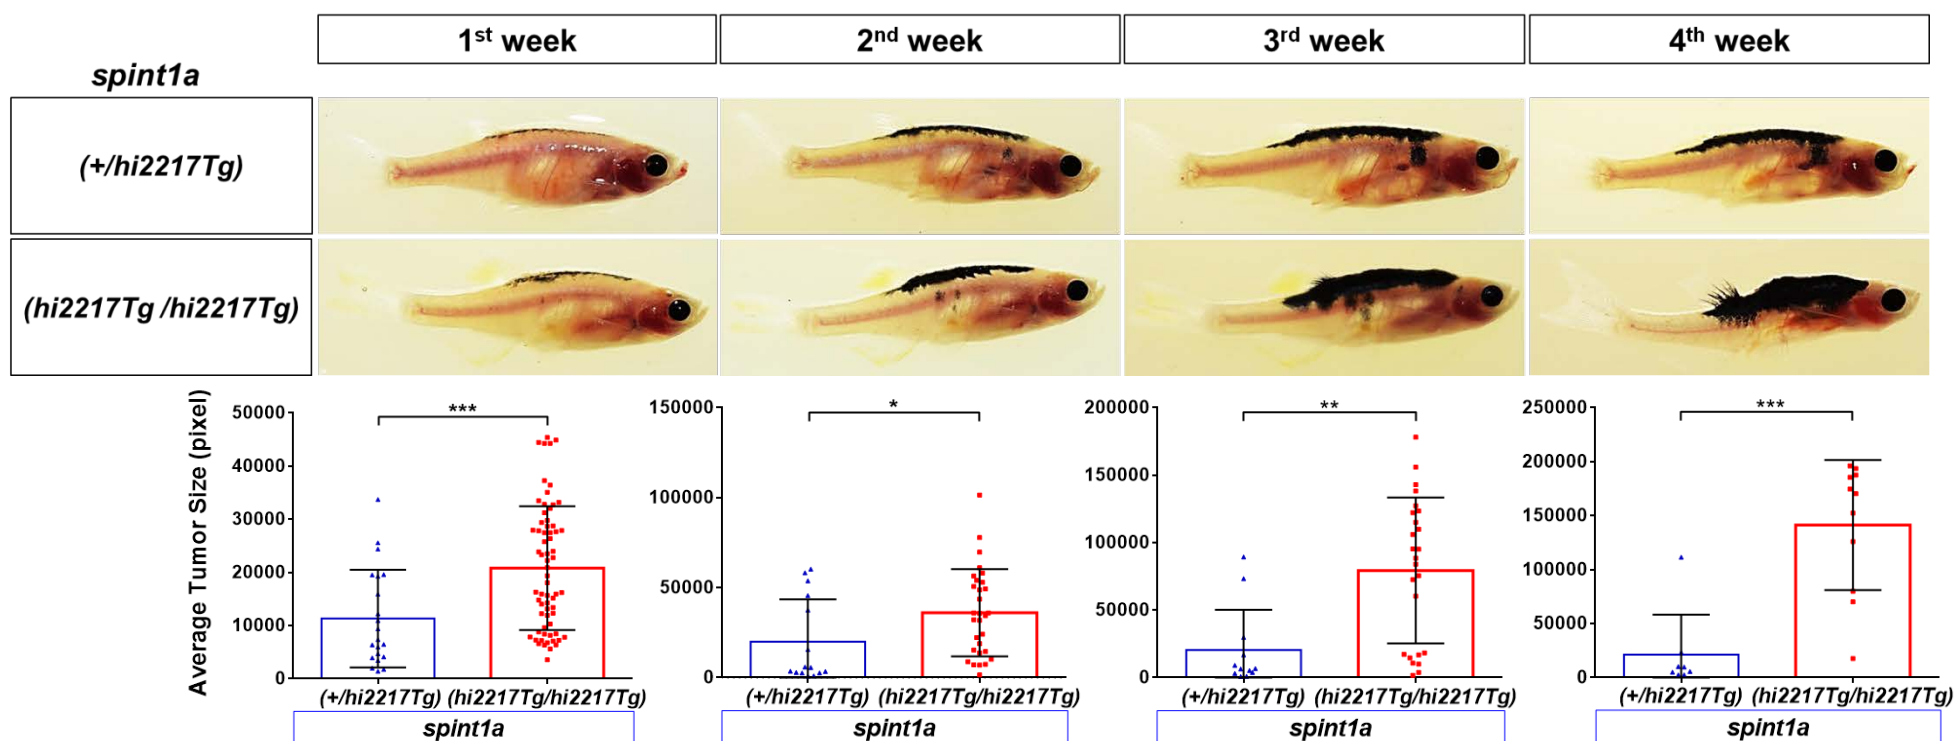 1st week
2nd week
3rd week
4th week
spint1a
(+/hi2217Tg)
(hi2217Tg /hi2217Tg)
Average Tumor Size (pixel)
50000
40000
30000
20000
10000
0
***
(+/hi2217Tg) (hi2217Tg/hi2217Tg)
spint1a
150000
100000
50000
0
*
(+/hi2217Tg) (hi2217Tg/hi2217Tg)
spint1a
200000
150000
100000
50000
0
**
(+/hi2217Tg) (hi2217Tg/hi2217Tg)
spint1a
250000
200000
150000
100000
50000
0
***
(+/hi2217Tg) (hi2217Tg/hi2217Tg)
spint1a